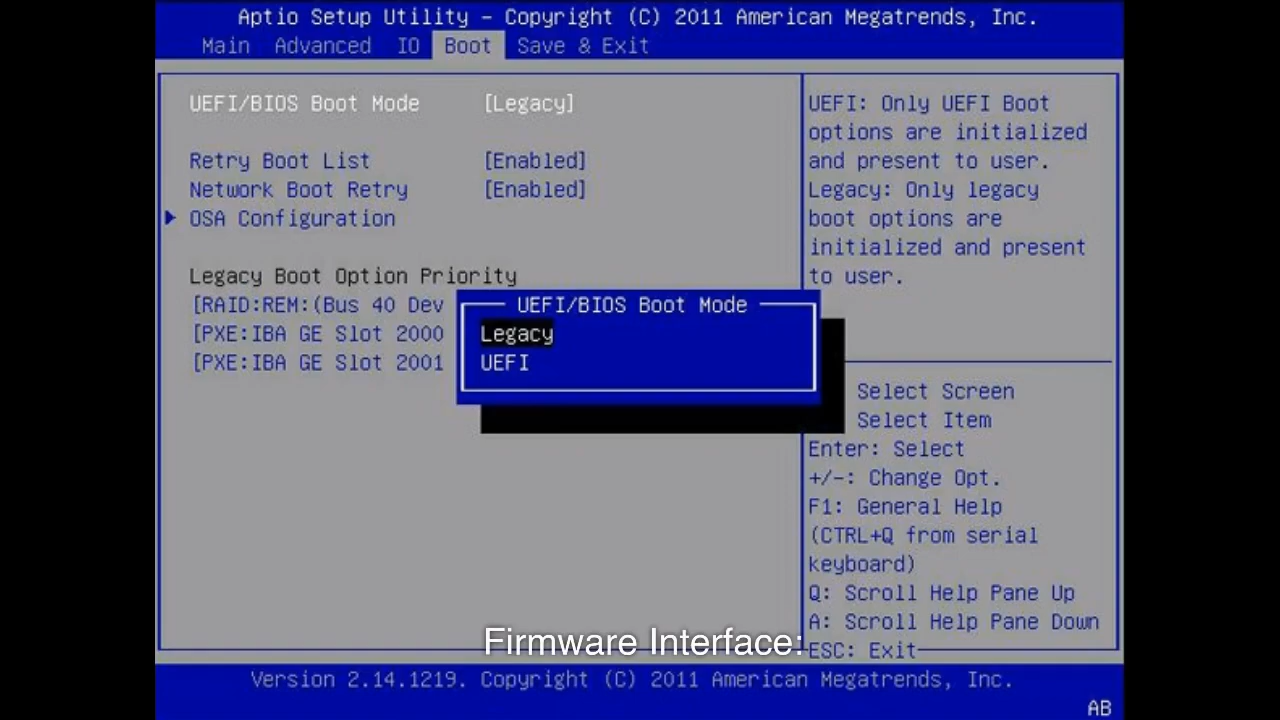 Aptio Setup Utility – Copyright (C) 2011 American Megatrends, Inc.
Main Advanced IO Boot Save & Exit
UEFI/BIOS Boot Mode [Legacy]
Retry Boot List [Enabled]
Network Boot Retry [Enabled]
OSA Configuration
Legacy Boot Option Priority
[RAID:REM:(Bus 40 Dev
[PXE:IBA GE Slot 2000
[PXE:IBA GE Slot 2001
UEFI/BIOS Boot Mode
Legacy
UEFI
UEFI: Only UEFI Boot
options are initialized
and present to user.
Legacy: Only legacy
boot options are
initialized and present
to user.
Select Screen
Select Item
Enter: Select
+/-: Change Opt.
F1: General Help
(CTRL+Q from serial
keyboard)
Q: Scroll Help Pane Up
A: Scroll Help Pane Down
ESC: Exit
Firmware Interface:
Version 2.14.1219. Copyright (C) 2011 American Megatrends, Inc.
AB